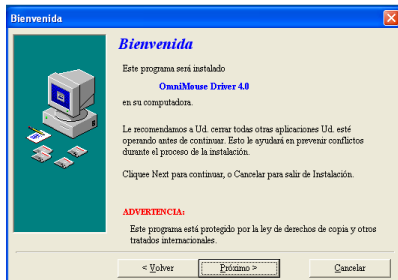 Bienvenida
Bienvenida
Este programa será instalado
OmniMouse Driver 4.0
en su computadora.
Le recomendamos a Ud. cerrar todas otras aplicaciones Ud. esté
operando antes de continuar. Esto le ayudará en prevenir conflictos
durante el proceso de la instalación.
Cliquee Next para continuar, o Cancelar para salir de Instalación.
ADVERTENCIA:
Este programa está protegido por la ley de derechos de copia y otros
tratados internacionales.
< Volver
Próximo >
Cancelar